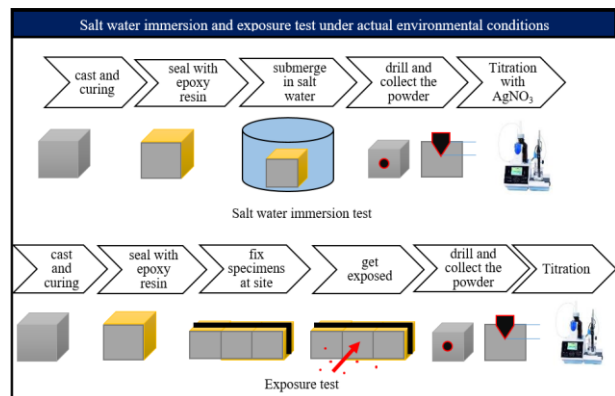 Salt water immersion and exposure test under actual environmental conditions
cast and
curing
seal with
epoxy
resin
submerge
in salt
water
drill and
collect the
powder
Titration
with
AgNO₃
Salt water immersion test
cast
and
curing
seal with
epoxy
resin
fix
specimens
at site
get
exposed
drill and
collect the
powder
Titration
Exposure test